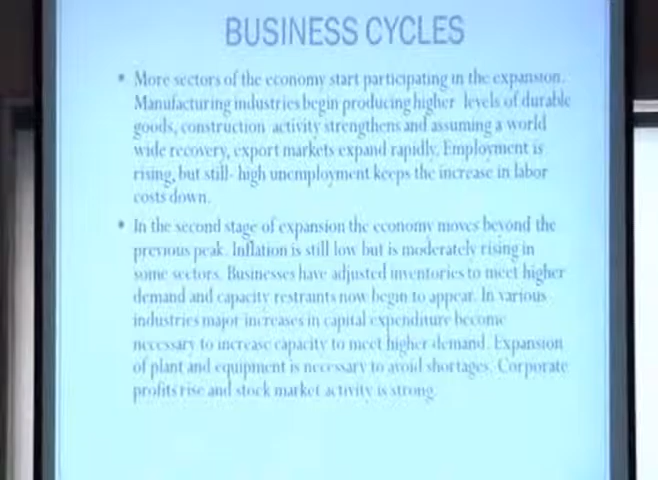 BUSINESS CYCLES
• More sectors of the economy start participating in the expansion.
Manufacturing industries begin producing higher levels of durable
goods, construction activity strengthens and assuming a world
wide recovery, export markets expand rapidly. Employment is
rising, but still- high unemployment keeps the increase in labor
costs down.
• In the second stage of expansion the economy moves beyond the
previous peak. Inflation is still low but is moderately rising in
some sectors. Businesses have adjusted inventories to meet higher
demand and capacity restraints now begin to appear. In various
industries major increases in capital expenditure become
necessary to increase capacity to meet higher demand. Expansion
of plant and equipment is necessary to avoid shortages. Corporate
profits rise and stock market activity is strong.